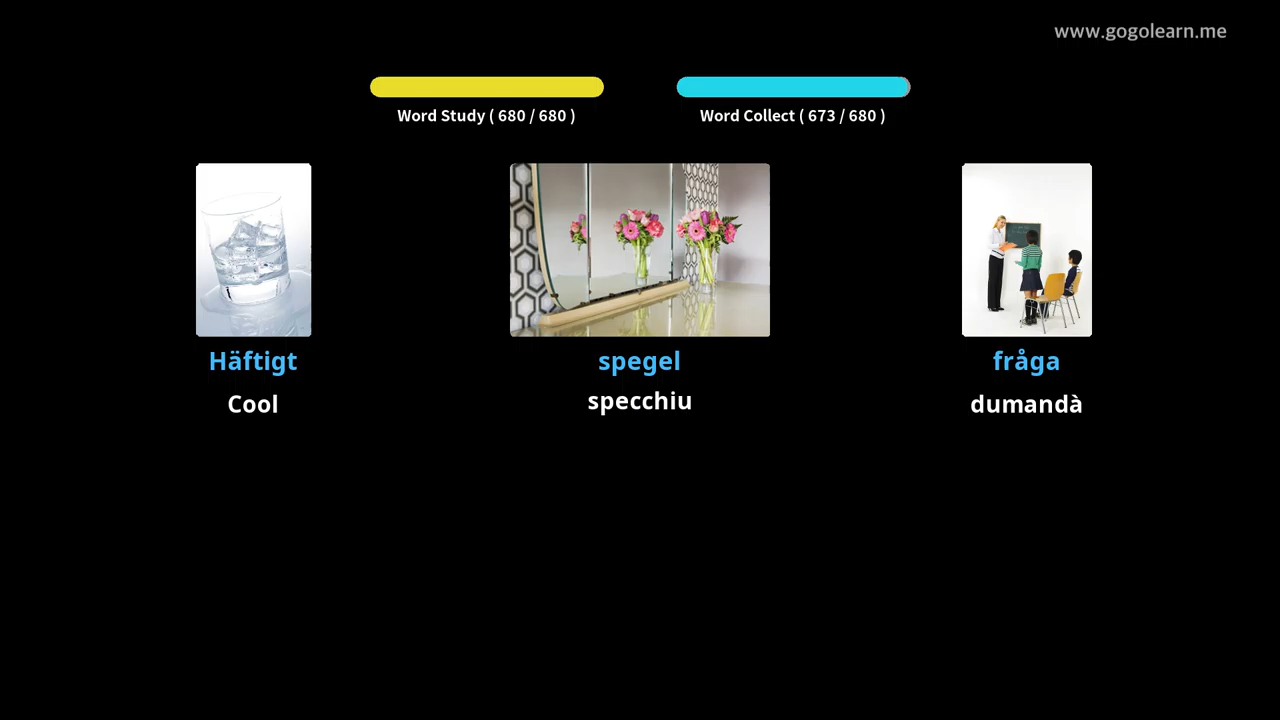 www.gogolearn.me
Word Study ( 680 / 680 )
Word Collect ( 673 / 680 )
Häftigt
spegel
fråga
Cool
specchiu
dumandà